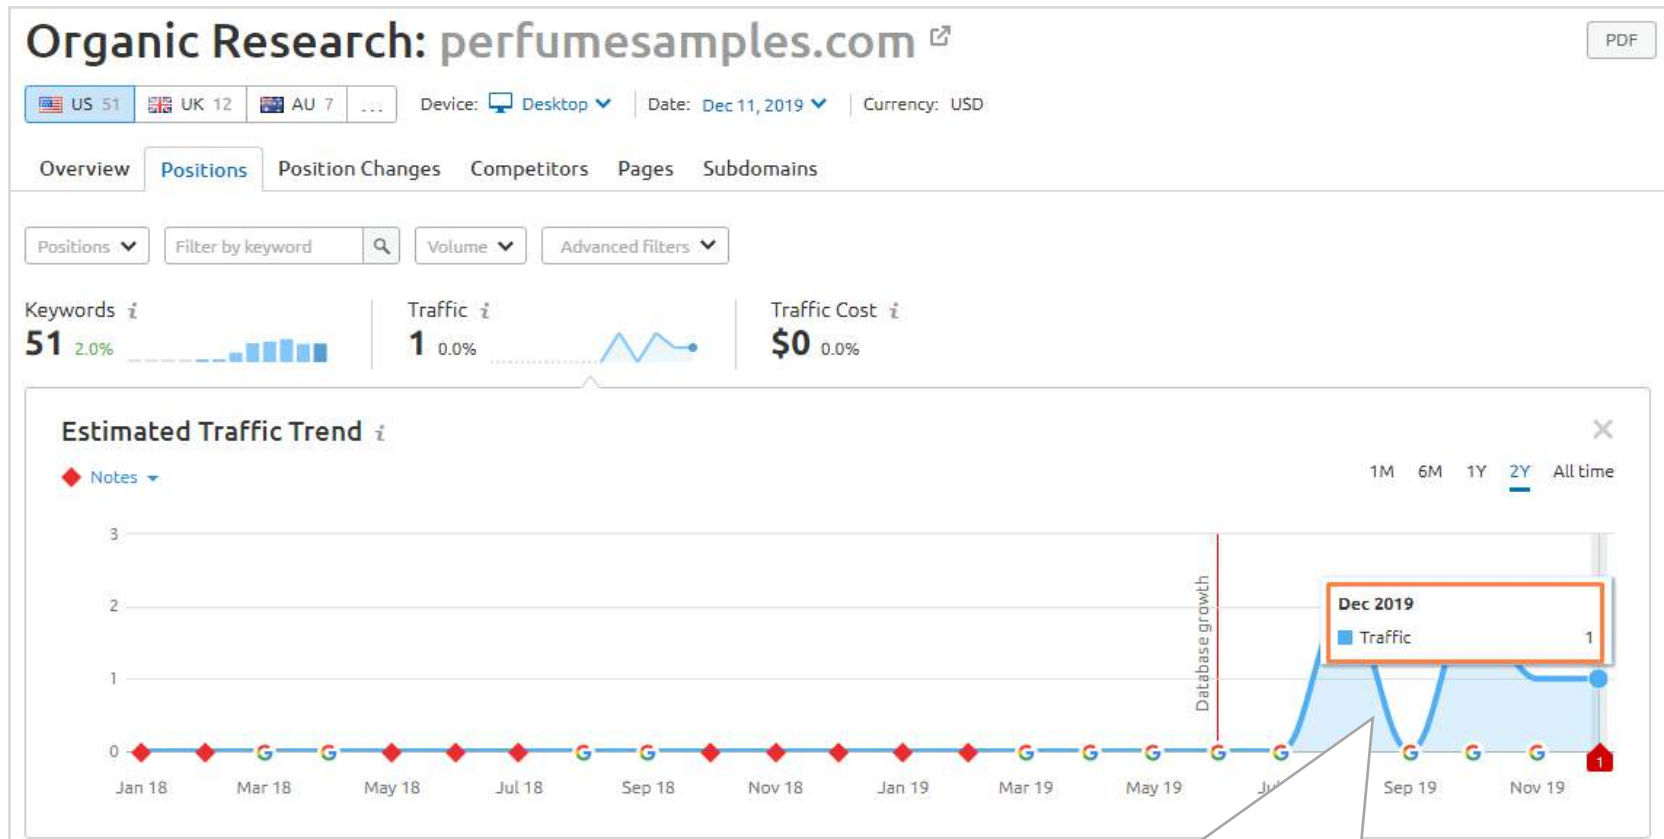 Organic Research: perfumesamples.com
PDF
US 51 UK 12 AU 7 ... Device: Desktop Date: Dec 11, 2019 Currency: USD
Overview Positions Position Changes Competitors Pages Subdomains
Positions Filter by keyword Volume Advanced filters
Keywords i Traffic i Traffic Cost i
51 2.0% 1 0.0% $0 0.0%
Estimated Traffic Trend i
Notes 1M 6M 1Y 2Y All time
3
2
1
0
Database growth
Dec 2019
Traffic 1
1
Jan 18 Mar 18 May 18 Jul 18 Sep 18 Nov 18 Jan 19 Mar 19 May 19 Sep 19 Nov 19